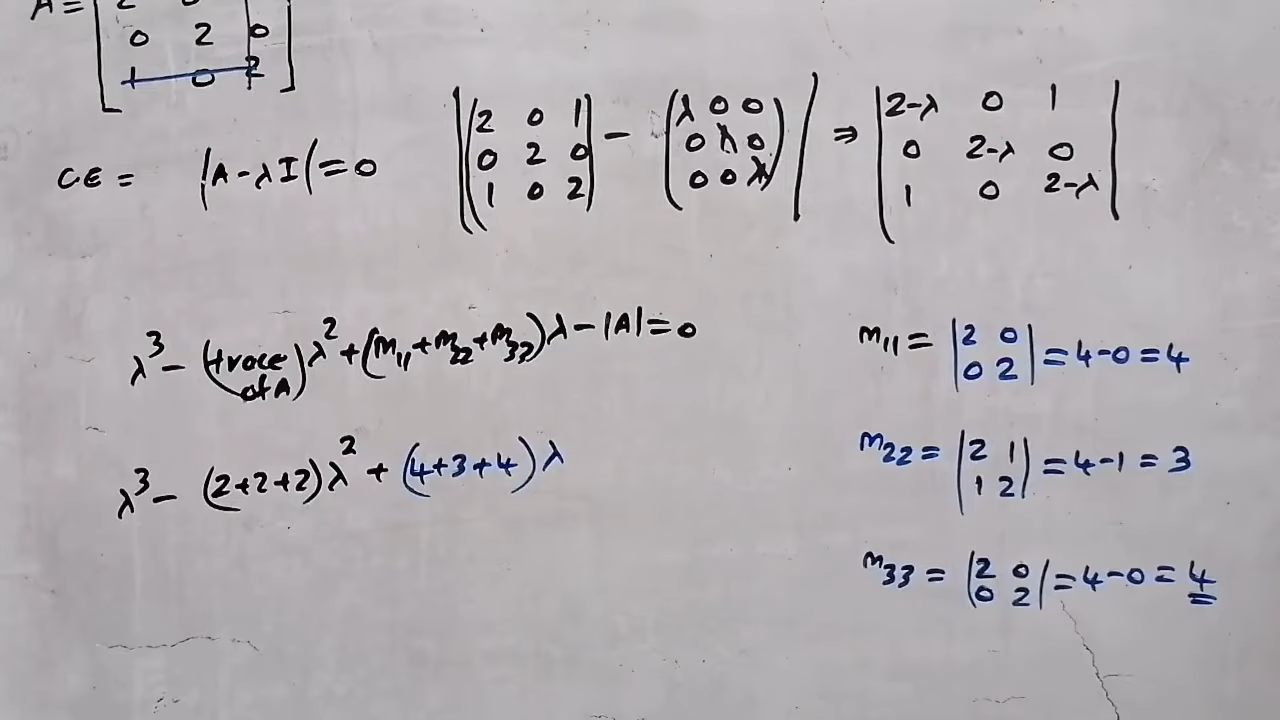 A =
0 2 0
1 0 2
CE = |A - λI| = 0
|(2 0 1
0 2 0
1 0 2) - (λ 0 0
0 λ 0
0 0 λ)| ⇒ |2-λ 0 1
0 2-λ 0
1 0 2-λ|
λ³ - (trace of A)λ² + (M₁₁ + M₂₂ + M₃₃)λ - |A| = 0
λ³ - (2+2+2)λ² + (4+3+4)λ
M₁₁ = |2 0
0 2| = 4-0 = 4
M₂₂ = |2 1
1 2| = 4-1 = 3
M₃₃ = |2 0
0 2| = 4-0 = 4